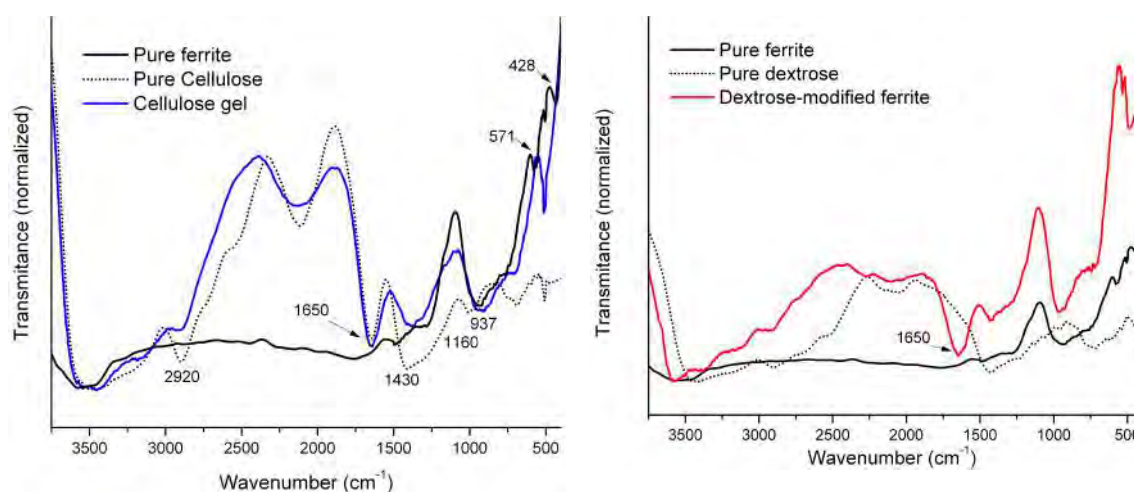 Pure ferrite
Pure Cellulose
Cellulose gel
428
571
1650
2920
1430
1160
937
Transmitance (normalized)
3500 3000 2500 2000 1500 1000 500
Wavenumber (cm⁻¹)
Pure ferrite
Pure dextrose
Dextrose-modified ferrite
1650
Transmitance (normalized)
3500 3000 2500 2000 1500 1000 500
Wavenumber (cm⁻¹)